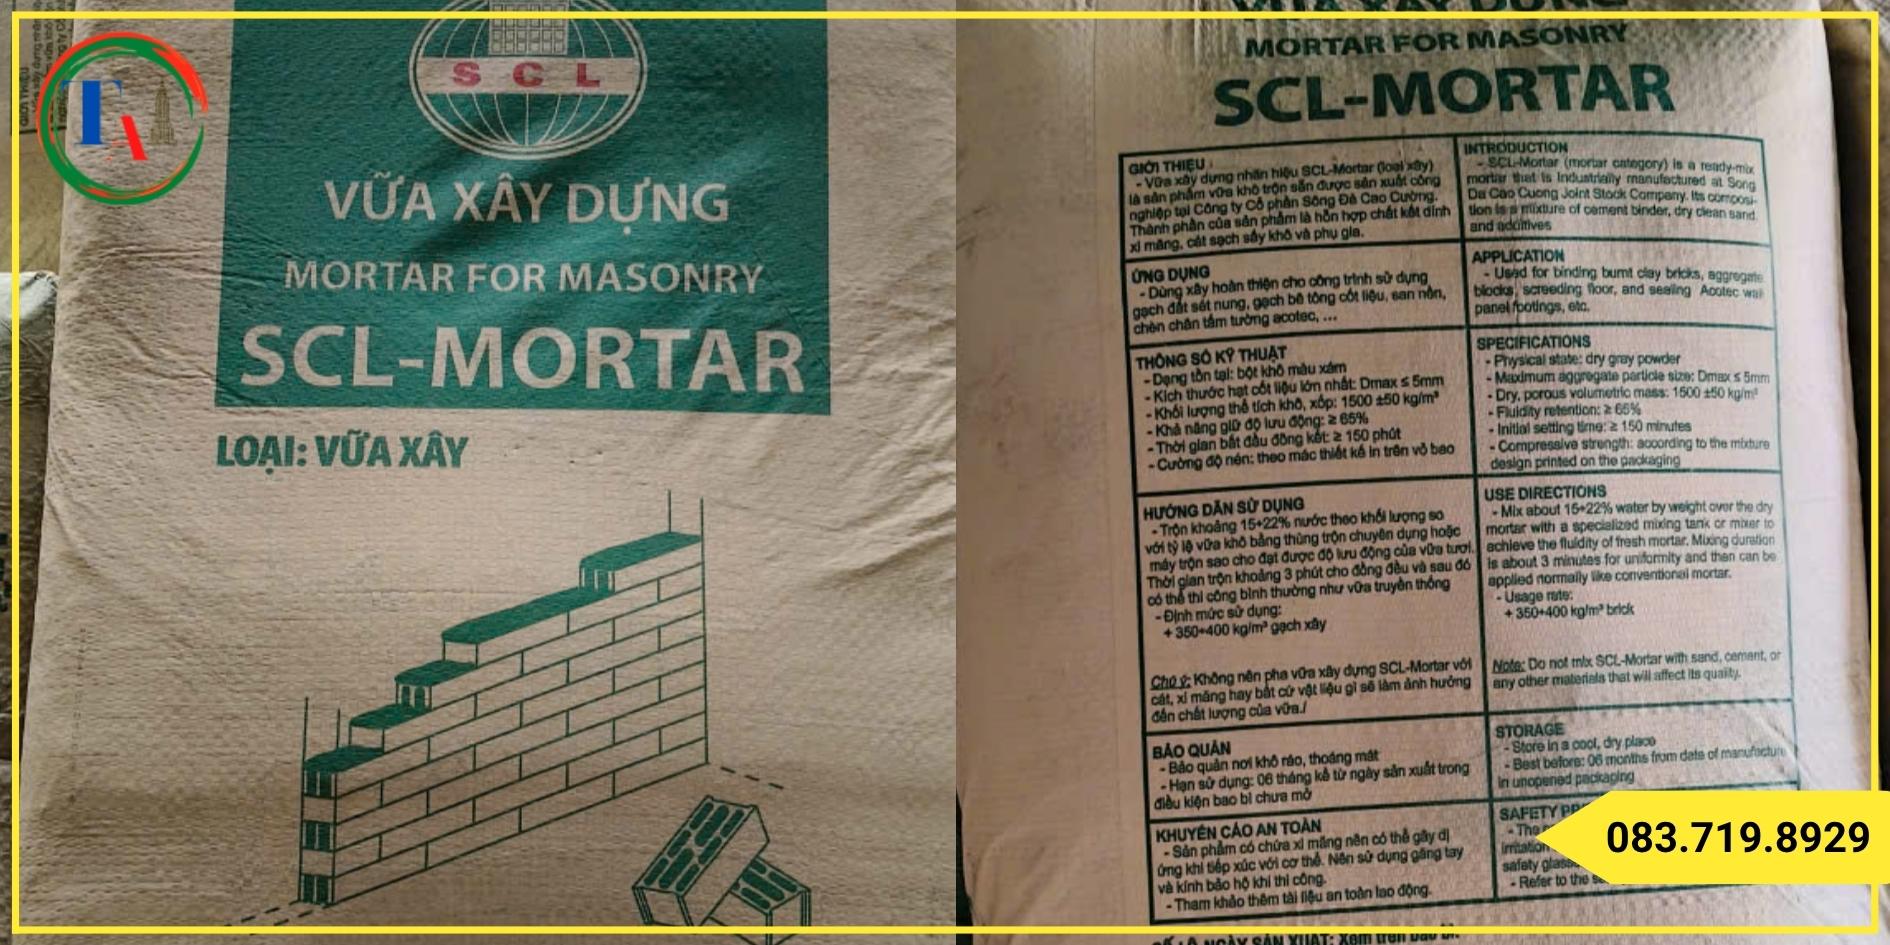 TA
SCL
VỮA XÂY DỰNG
MORTAR FOR MASONRY
SCL-MORTAR
LOẠI: VỮA XÂY
VỮA XÂY DỰNG
MORTAR FOR MASONRY
SCL-MORTAR
GIỚI THIỆU :
- Vữa xây dựng nhãn hiệu SCL-Mortar (loại xây)
là sản phẩm vữa khô trộn sẵn được sản xuất công
nghiệp tại Công ty Cổ phần Sông Đà Cao Cường.
Thành phần của sản phẩm là hỗn hợp chất kết dính
xi măng, cát sạch sấy khô và phụ gia.
INTRODUCTION
- SCL-Mortar (mortar category) is a ready-mix
mortar that is Industrially manufactured at Song
Da Cao Cuong Joint Stock Company. Its composi-
tion is a mixture of cement binder, dry clean sand
and additives
ỨNG DỤNG
- Dùng xây hoàn thiện cho công trình sử dụng
gạch đất sét nung, gạch bê tông cốt liệu, san nền,
chèn chân tấm tường acotec, ...
APPLICATION
- Used for binding burnt clay bricks, aggregate
blocks, screeding floor, and sealing Acotec wall
panel footings, etc.
THÔNG SỐ KỸ THUẬT
- Dạng tồn tại: bột khô màu xám
- Kích thước hạt cốt liệu lớn nhất: Dmax ≤ 5mm
- Khối lượng thể tích khô, xốp: 1500 ±50 kg/m³
- Khả năng giữ độ lưu động: ≥ 65%
- Thời gian bắt đầu đông kết: ≥ 150 phút
- Cường độ nén: theo mác thiết kế in trên vỏ bao
SPECIFICATIONS
- Physical state: dry gray powder
- Maximum aggregate particle size: Dmax ≤ 5mm
- Dry, porous volumetric mass: 1500 ±50 kg/m³
- Fluidity retention: ≥ 65%
- Initial setting time: ≥ 150 minutes
- Compressive strength: according to the mixture
design printed on the packaging
HƯỚNG DẪN SỬ DỤNG
- Trộn khoảng 15÷22% nước theo khối lượng so
với tỷ lệ vữa khô bằng thùng trộn chuyên dụng hoặc
máy trộn sao cho đạt được độ lưu động của vữa tươi.
Thời gian trộn khoảng 3 phút cho đồng đều và sau đó
có thể thi công bình thường như vữa truyền thống
- Định mức sử dụng:
+ 350÷400 kg/m³ gạch xây
Chú ý: Không nên pha vữa xây dựng SCL-Mortar với
cát, xi măng hay bất cứ vật liệu gì sẽ làm ảnh hưởng
đến chất lượng của vữa./
USE DIRECTIONS
- Mix about 15÷22% water by weight over the dry
mortar with a specialized mixing tank or mixer to
achieve the fluidity of fresh mortar. Mixing duration
is about 3 minutes for uniformity and then can be
applied normally like conventional mortar.
- Usage rate:
+ 350÷400 kg/m³ brick
Note: Do not mix SCL-Mortar with sand, cement, or
any other materials that will affect its quality.
BẢO QUẢN
- Bảo quản nơi khô ráo, thoáng mát
- Hạn sử dụng: 06 tháng kể từ ngày sản xuất trong
điều kiện bao bì chưa mở
STORAGE
- Store in a cool, dry place
- Best before: 06 months from date of manufacture
in unopened packaging
KHUYẾN CÁO AN TOÀN
- Sản phẩm có chứa xi măng nên có thể gây dị
ứng khi tiếp xúc với cơ thể. Nên sử dụng găng tay
và kính bảo hộ khi thi công.
- Tham khảo thêm tài liệu an toàn lao động.
SAFETY
- The
irritation
safety
- Refer to the
083.719.8929
SỐ LÔ NGÀY SẢN XUẤT: Xem trên bao bì.